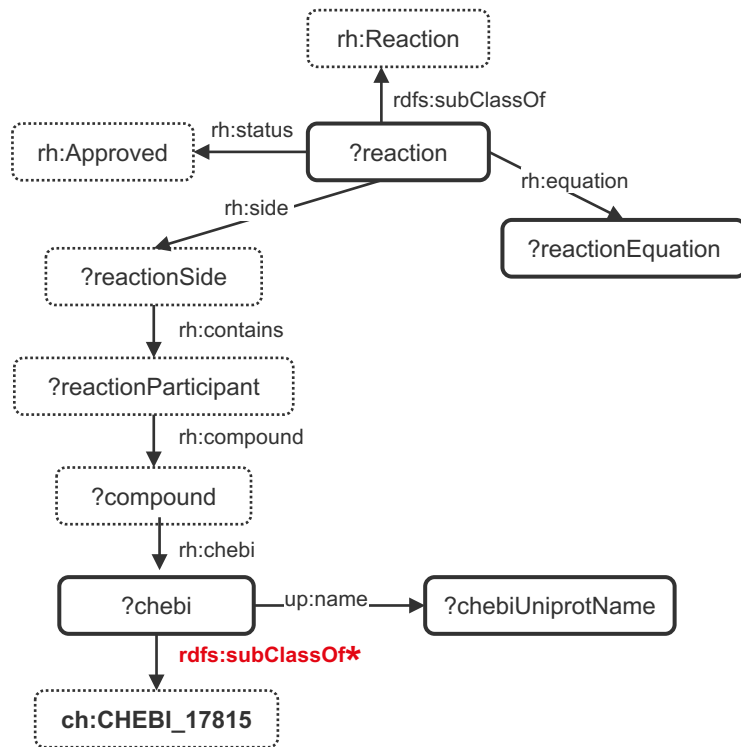 rh:Reaction
rdfs:subClassOf
rh:status
rh:Approved
?reaction
rh:equation
rh:side
?reactionEquation
?reactionSide
rh:contains
?reactionParticipant
rh:compound
?compound
rh:chebi
?chebi
up:name
?chebiUniprotName
rdfs:subClassOf*
ch:CHEBI_17815